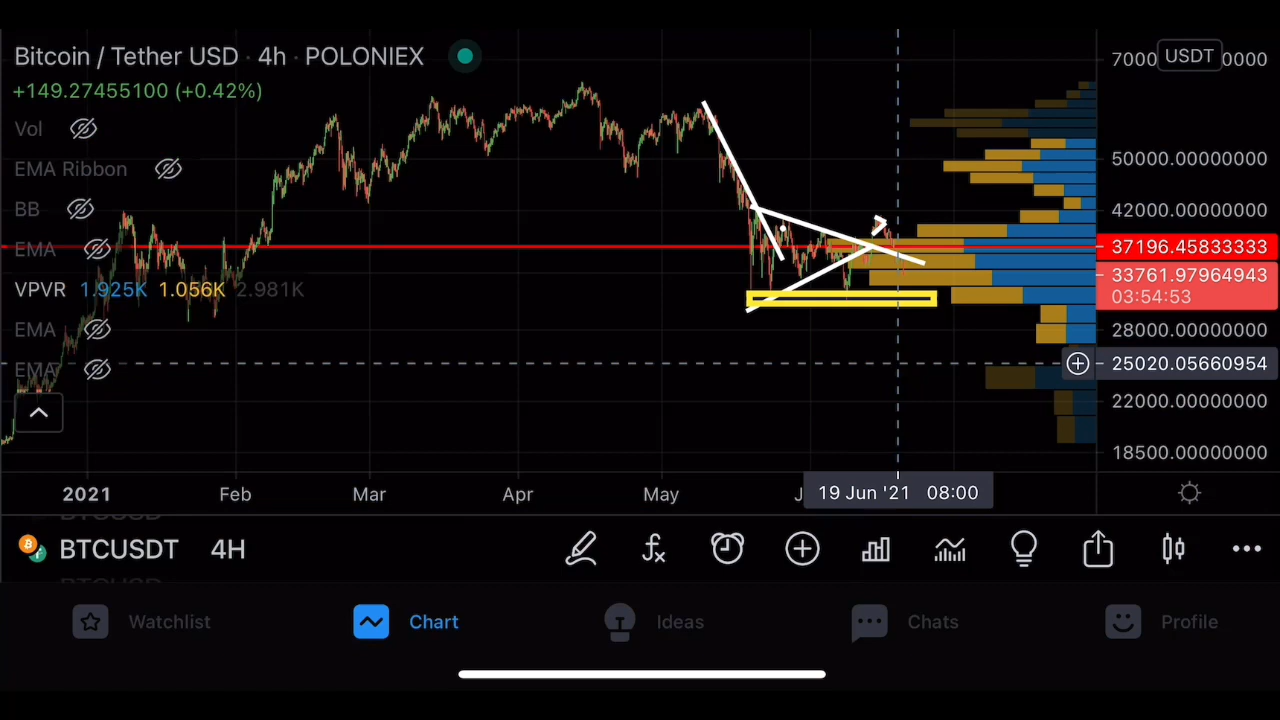 Bitcoin / Tether USD · 4h · POLONIEX
USDT
+149.27455100 (+0.42%)
Vol
EMA Ribbon
BB
EMA
VPVR 1.925K 1.056K 2.981K
EMA
EMA
50000.00000000
42000.00000000
37196.45833333
33761.97964943
03:54:53
28000.00000000
25020.05660954
22000.00000000
18500.00000000
2021 Feb Mar Apr May 19 Jun '21 08:00
BTCUSDT 4H
Watchlist Chart Ideas Chats Profile